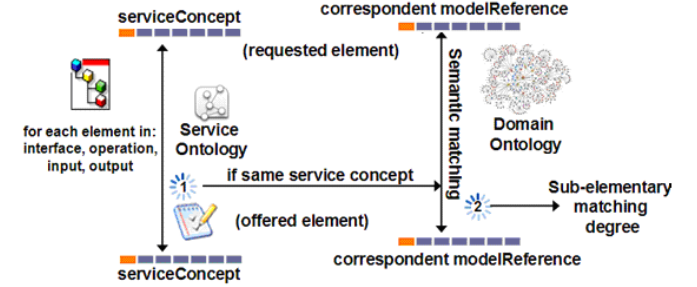 serviceConcept
correspondent modelReference
(requested element)
for each element in:
interface, operation,
input, output
Service
Ontology
Semantic matching
Domain
Ontology
1
if same service concept
2
Sub-elementary
matching
degree
(offered element)
serviceConcept
correspondent modelReference